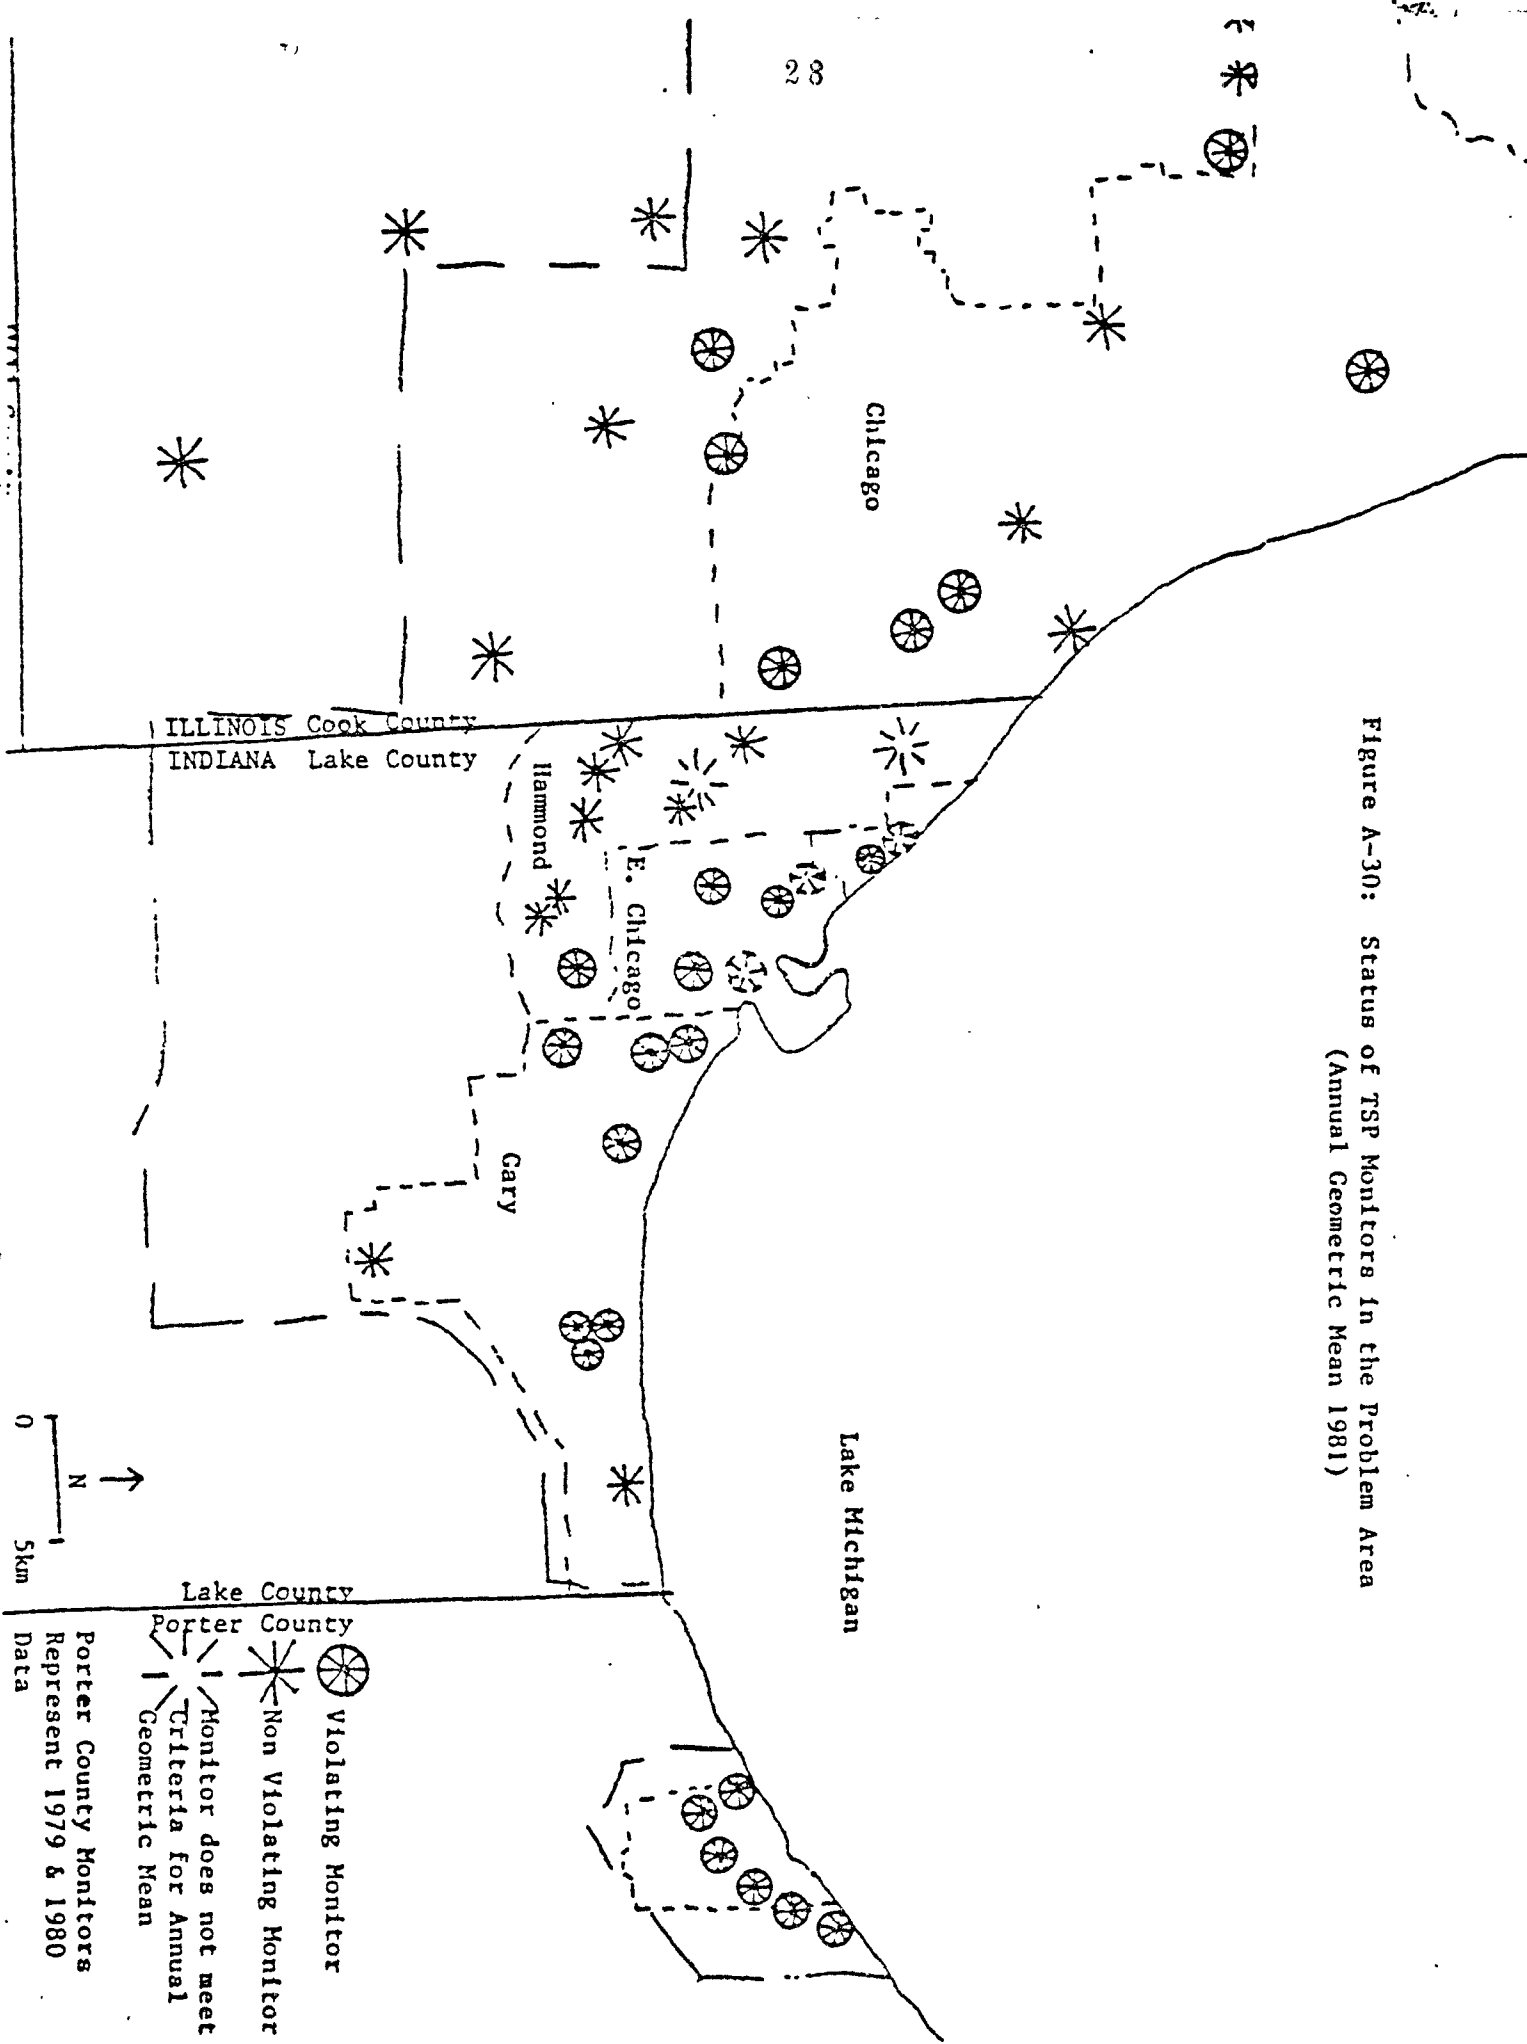 28
Figure A-30: Status of TSP Monitors in the Problem Area
(Annual Geometric Mean 1981)
Chicago
Lake Michigan
ILLINOIS Cook County
INDIANA Lake County
Hammond
E. Chicago
Gary
Lake County
Porter County
N
0 5km
Violating Monitor
Non Violating Monitor
Monitor does not meet
Criteria for Annual
Geometric Mean
Porter County Monitors
Represent 1979 & 1980
Data